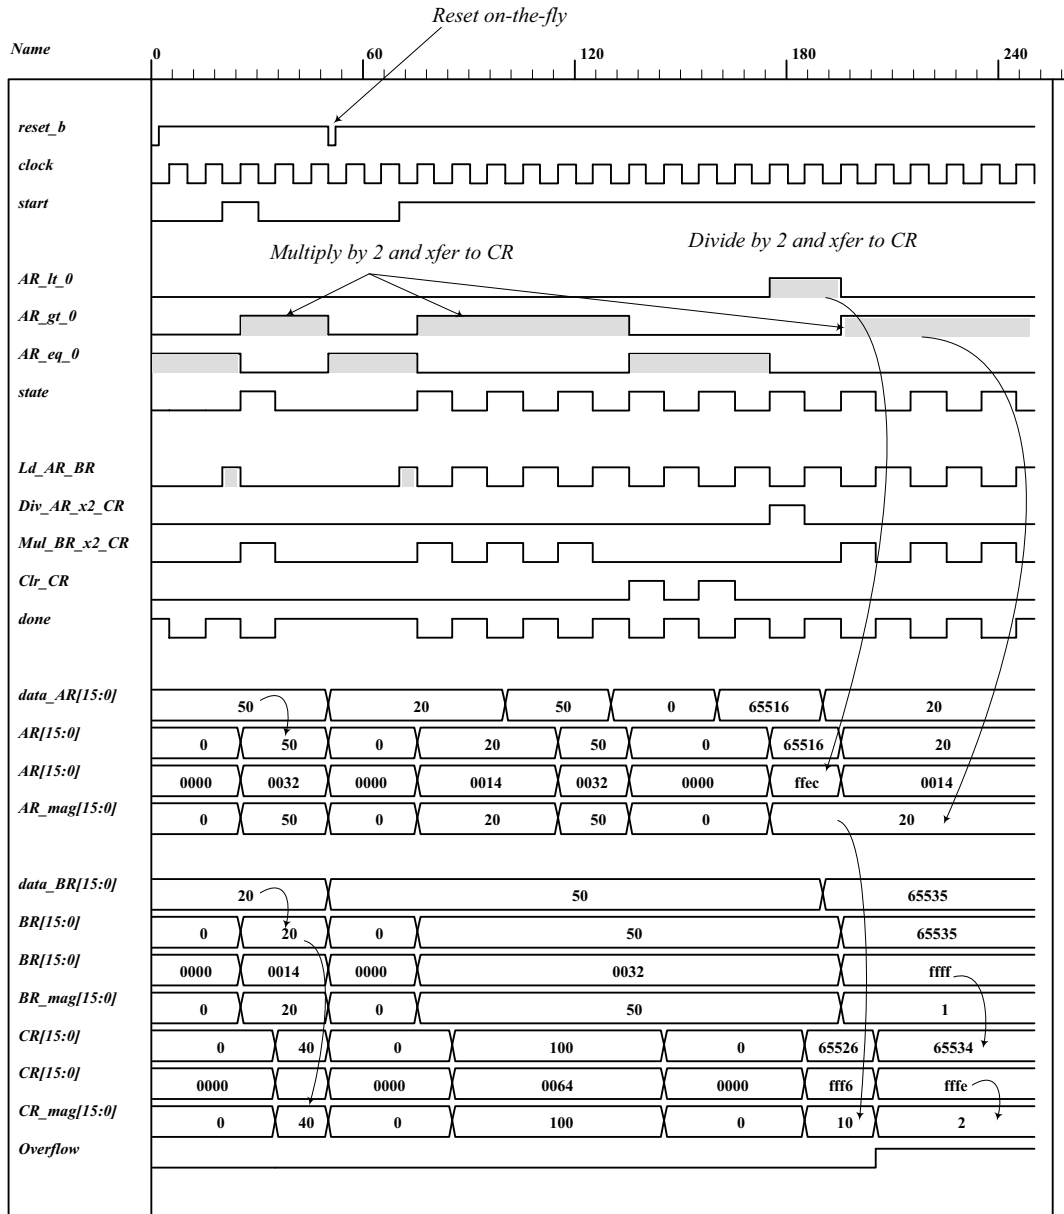 Reset on-the-fly
Name
0 60 120 180 240
reset_b
clock
start
Multiply by 2 and xfer to CR
Divide by 2 and xfer to CR
AR_lt_0
AR_gt_0
AR_eq_0
state
Ld_AR_BR
Div_AR_x2_CR
Mul_BR_x2_CR
Clr_CR
done
data_AR[15:0] 50 20 50 0 65516 20
AR[15:0] 0 50 0 20 50 0 65516 20
AR[15:0] 0000 0032 0000 0014 0032 0000 ffec 0014
AR_mag[15:0] 0 50 0 20 50 0 20
data_BR[15:0] 20 50 65535
BR[15:0] 0 20 0 50 65535
BR[15:0] 0000 0014 0000 0032 ffff
BR_mag[15:0] 0 20 0 50 1
CR[15:0] 0 40 0 100 0 65526 65534
CR[15:0] 0000 0000 0064 0000 fff6 fffe
CR_mag[15:0] 0 40 0 100 0 10 2
Overflow